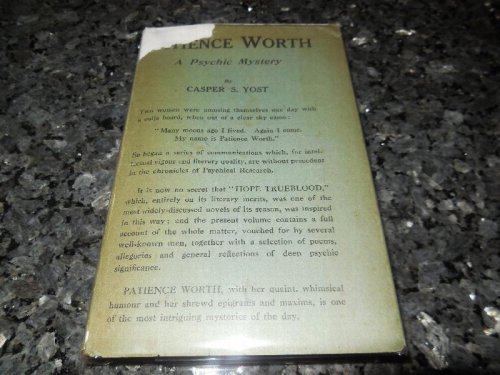 TIENCE WORTH
A Psychic Mystery
By
CASPER S. YOST
Two women were amusing themselves one day with
a ouija board, when out of a clear sky came:
"Many moons ago I lived. Again I come.
My name is Patience Worth."
So began a series of communications which, for intel-
lectual vigour and literary quality, are without precedent
in the chronicles of Psychical Research.
It is now no secret that "HOPE TRUEBLOOD,"
which, entirely on its literary merits, was one of the
most widely-discussed novels of its season, was inspired
in this way; and the present volume contains a full
account of the whole matter, vouched for by several
well-known men, together with a selection of poems,
allegories and general reflections of deep psychic
significance.
PATIENCE WORTH, with her quaint, whimsical
humour and her shrewd epigrams and maxims, is one
of the most intriguing mysteries of the day.